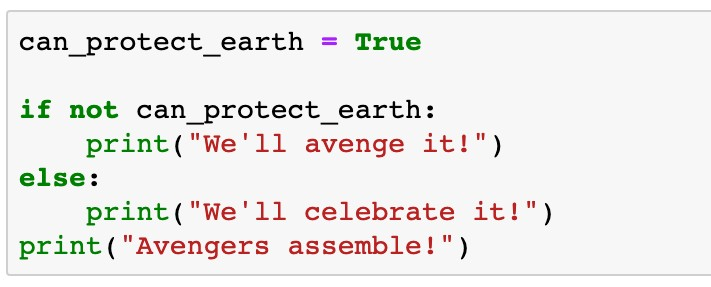 can_protect_earth = True
if not can_protect_earth:
    print("We'll avenge it!")
else:
    print("We'll celebrate it!")
print("Avengers assemble!")